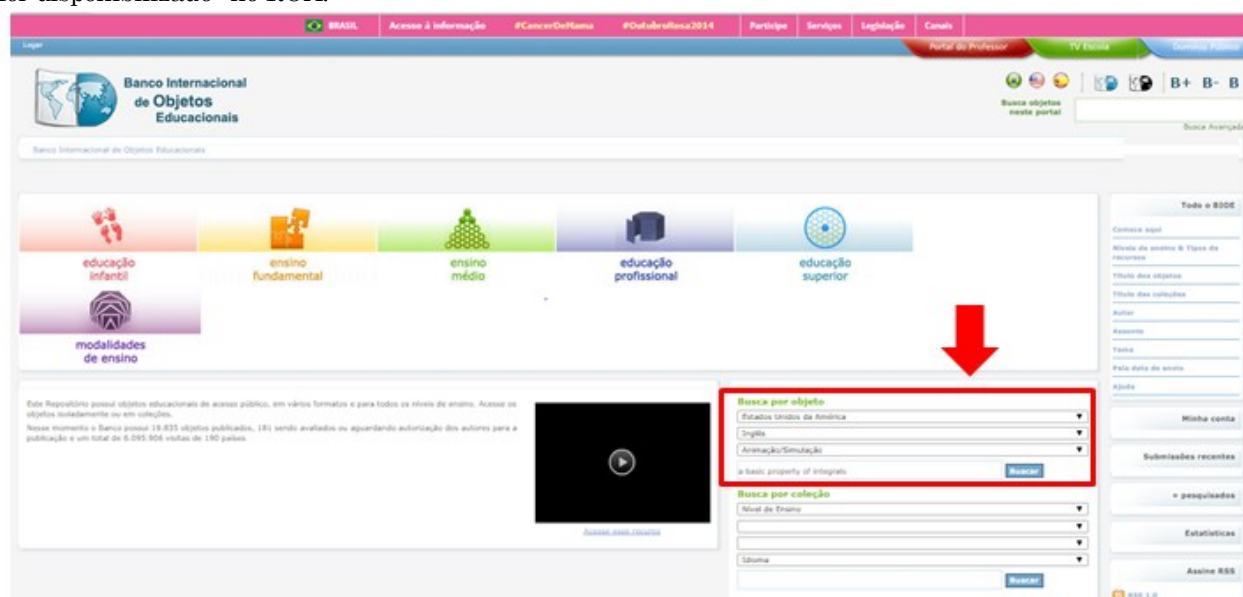 disponibilizado no ROA.
BRASIL Acesso à informação #CancerDeMama #OutubroRosa2014 Participe Serviços Legislação Canais
Logar Portal do Professor TV Escola Domínio Público
Banco Internacional
de Objetos
Educacionais
B+ B- B
Busca objetos
neste portal
Busca Avançada
Banco Internacional de Objetos Educacionais
educação
infantil
ensino
fundamental
ensino
médio
educação
profissional
educação
superior
modalidades
de ensino
Todo o BIOE
Comece aqui
Níveis de ensino & Tipos de
recursos
Título dos objetos
Título das coleções
Autor
Assunto
Tema
Pela data de envio
Ajuda
Minha conta
Submissões recentes
+ pesquisados
Estatísticas
Assine RSS
RSS 1.0
Este Repositório possui objetos educacionais de acesso público, em vários formatos e para todos os níveis de ensino. Acesse os
objetos isoladamente ou em coleções.
Nesse momento o Banco possui 19.835 objetos publicados, 181 sendo avaliados ou aguardando autorização dos autores para a
publicação e um total de 6.095.906 visitas de 190 países.
Acesse esse recurso
Busca por objeto
Estados Unidos da América
Inglês
Animação/Simulação
a basic property of integrals Buscar
Busca por coleção
Nível de Ensino
Idioma
Buscar